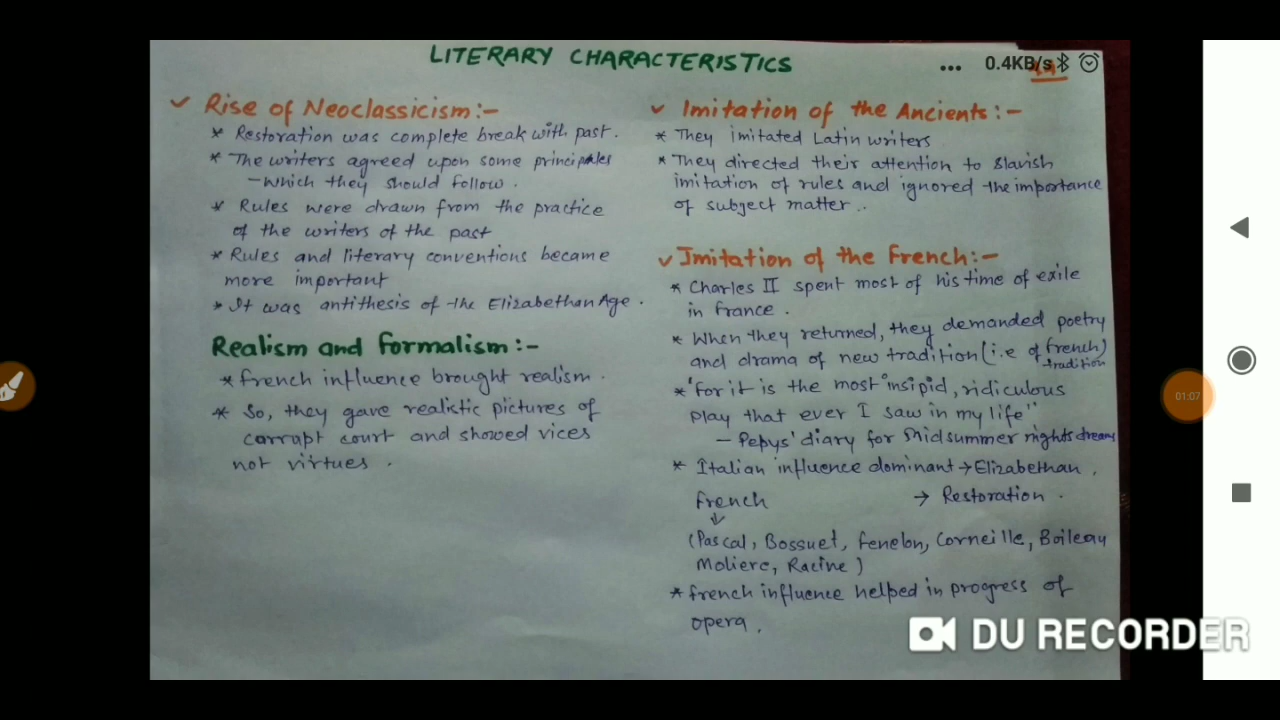 LITERARY CHARACTERISTICS
... 0.4KB/s
✓ Rise of Neoclassicism:-
* Restoration was complete break with past.
* The writers agreed upon some principles
- Which they should follow.
* Rules were drawn from the practice
of the writers of the past
* Rules and literary conventions became
more important
* It was antithesis of the Elizabethan Age.
Realism and Formalism:-
* French influence brought realism.
* So, they gave realistic pictures of
corrupt court and showed vices
not virtues.
✓ Imitation of the Ancients:-
* They imitated Latin writers
* They directed their attention to slavish
imitation of rules and ignored the importance
of subject matter..
✓ Imitation of the French:-
* Charles II spent most of his time of exile
in France.
* When they returned, they demanded poetry
and drama of new tradition (i.e of French)
tradition
* "For it is the most insipid, ridiculous
play that ever I saw in my life"
- Pepys' diary for Midsummer nights dreams
* Italian influence dominant → Elizabethan.
French → Restoration.
↓
(Pascal, Bossuet, Fenelon, Corneille, Boileau
Moliere, Racine)
* French influence helped in progress of
opera.
01:07
DU RECORDER